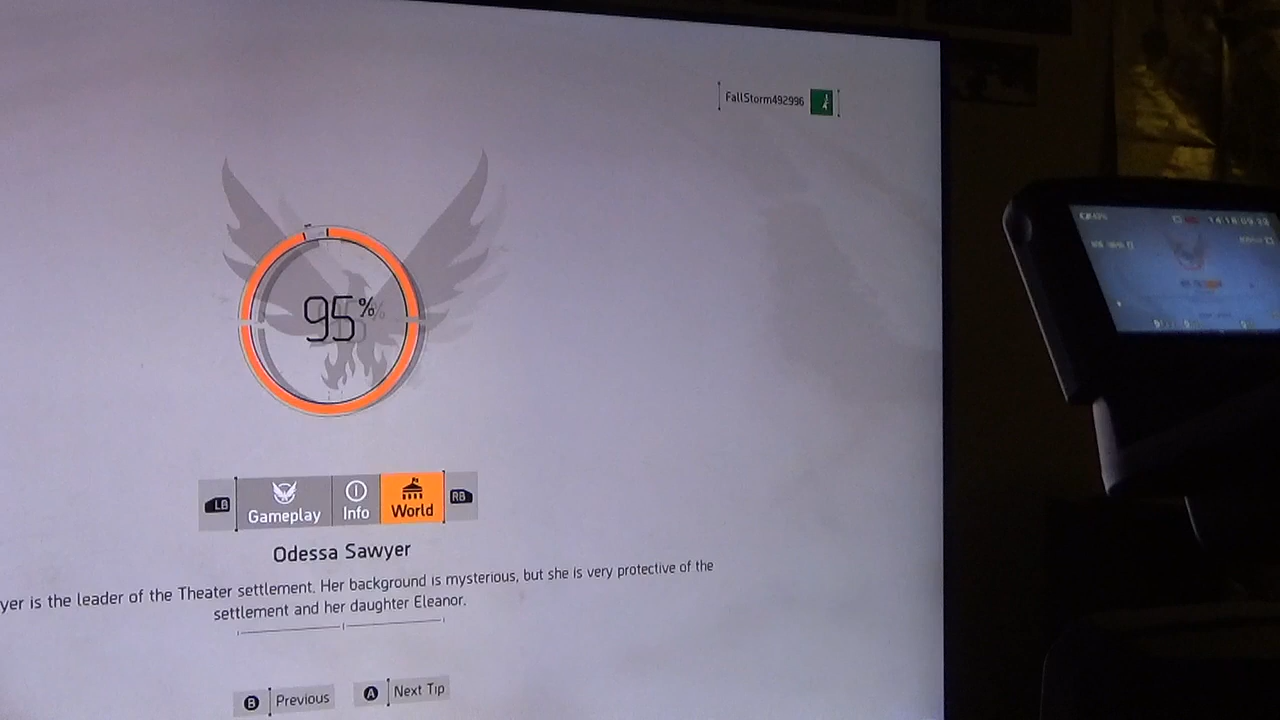 FallStorm492996
95%
LB Gameplay Info World RB
Odessa Sawyer
yer is the leader of the Theater settlement. Her background is mysterious, but she is very protective of the
settlement and her daughter Eleanor.
B Previous A Next Tip